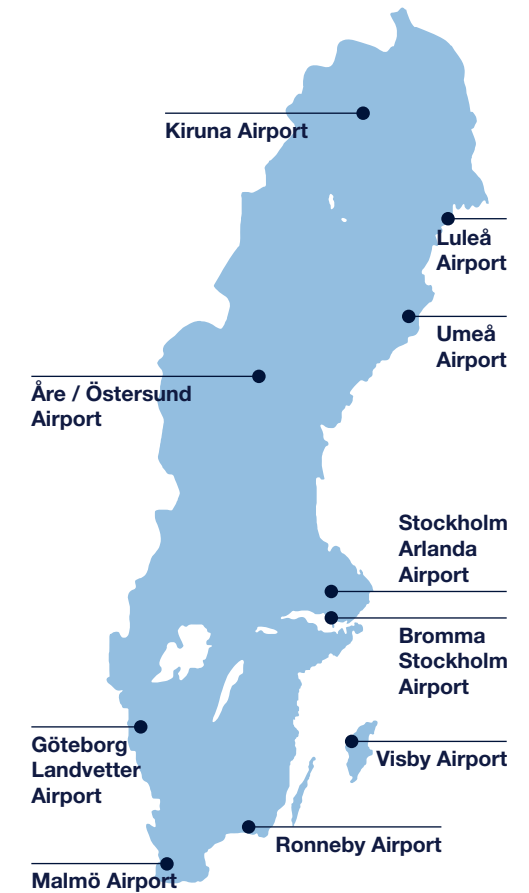 Kiruna Airport
Luleå
Airport
Umeå
Airport
Åre / Östersund
Airport
Stockholm
Arlanda
Airport
Bromma
Stockholm
Airport
Göteborg
Landvetter
Airport
Visby Airport
Ronneby Airport
Malmö Airport